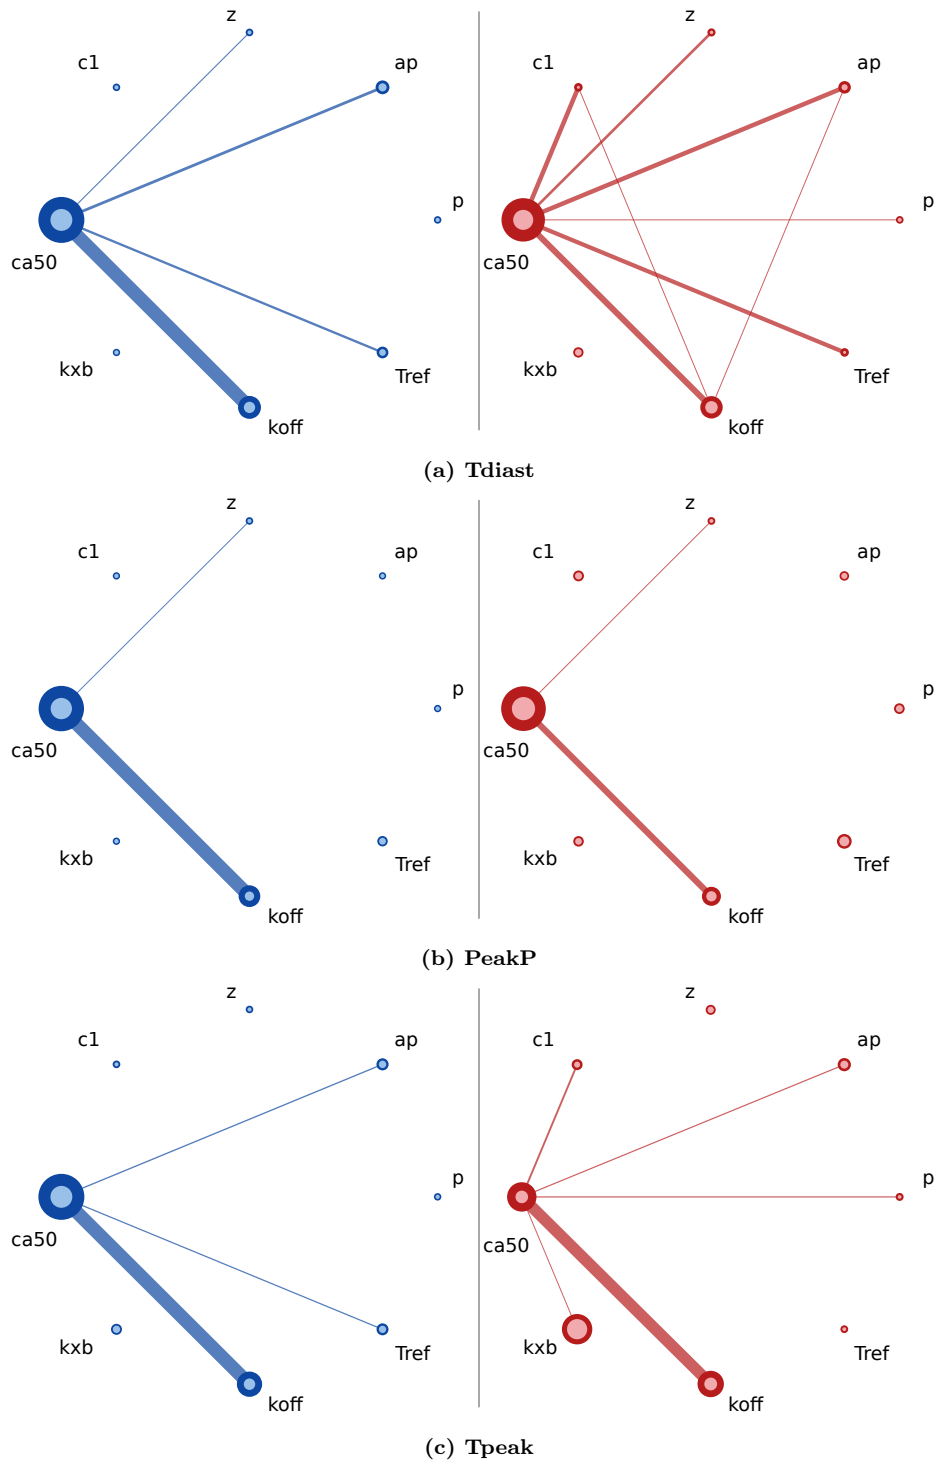 z
z
c1
ap
c1
ap
p
p
ca50
ca50
kxb
Tref
kxb
Tref
koff
koff
(a) Tdiast
z
z
c1
ap
c1
ap
p
p
ca50
ca50
kxb
Tref
kxb
Tref
koff
koff
(b) PeakP
z
z
c1
ap
c1
ap
p
p
ca50
ca50
kxb
Tref
kxb
Tref
koff
koff
(c) Tpeak